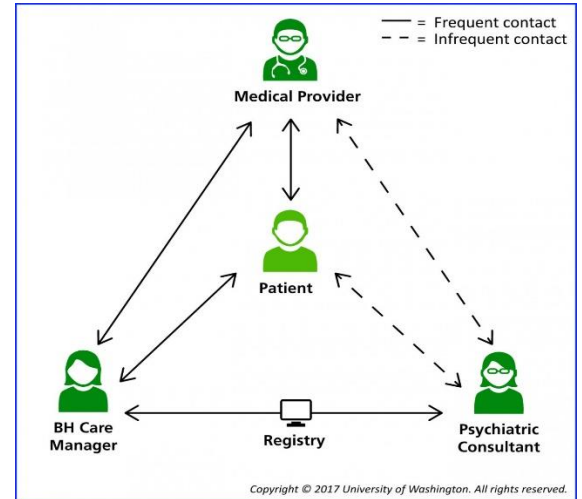 = Frequent contact
= Infrequent contact
Medical Provider
Patient
BH Care
Manager
Registry
Psychiatric
Consultant
Copyright © 2017 University of Washington. All rights reserved.